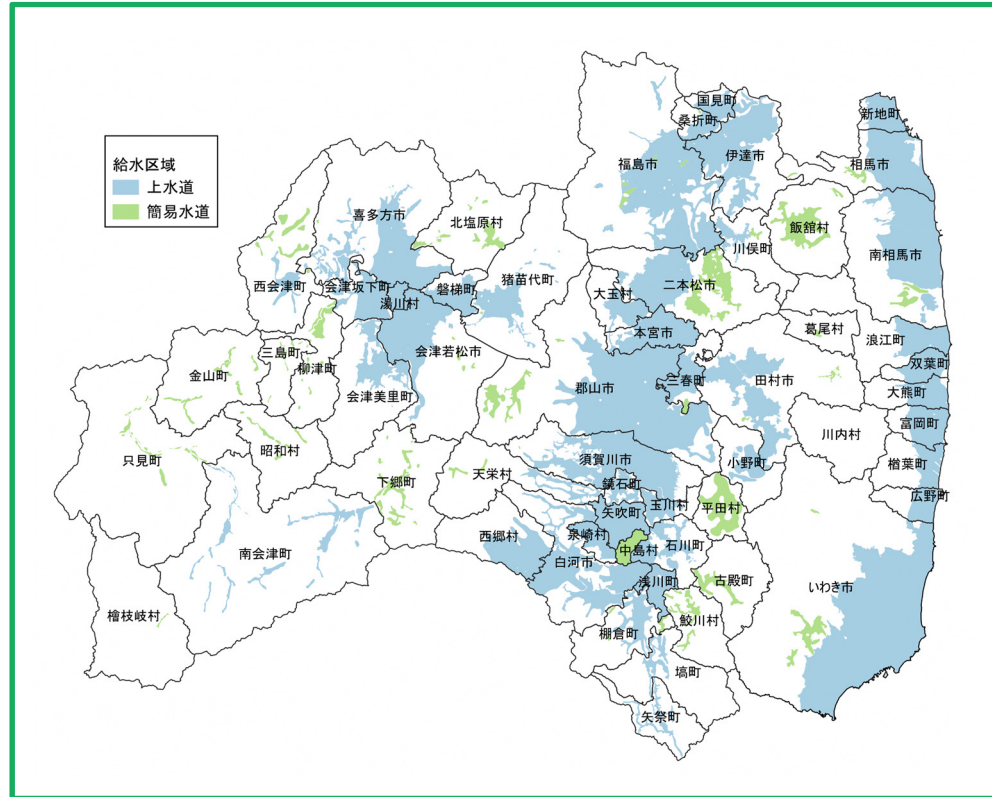 給水区域
上水道
簡易水道
国見町
桑折町
新地町
福島市
伊達市
相馬市
喜多方市
北塩原村
川俣町
飯舘村
南相馬市
西会津町
会津坂下町
湯川村
磐梯町
猪苗代町
大玉村
二本松市
本宮市
葛尾村
浪江町
双葉町
三島町
柳津町
金山町
会津若松市
会津美里町
郡山市
三春町
田村市
大熊町
富岡町
川内村
只見町
昭和村
下郷町
天栄村
須賀川市
鏡石町
小野町
楢葉町
広野町
矢吹町
玉川村
平田村
南会津町
西郷村
泉崎村
中島村
石川町
白河市
浅川町
古殿町
いわき市
檜枝岐村
棚倉町
鮫川村
塙町
矢祭町